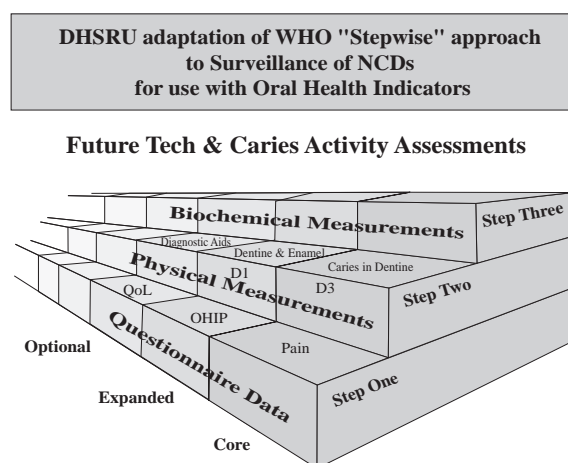 DHSRU adaptation of WHO "Stepwise" approach
to Surveillance of NCDs
for use with Oral Health Indicators
Future Tech & Caries Activity Assessments
Biochemical Measurements
Step Three
Diagnostic Aids
Dentine & Enamel
Caries in Dentine
D1
D3
Physical Measurements
Step Two
QoL
OHIP
Pain
Questionnaire Data
Step One
Optional
Expanded
Core